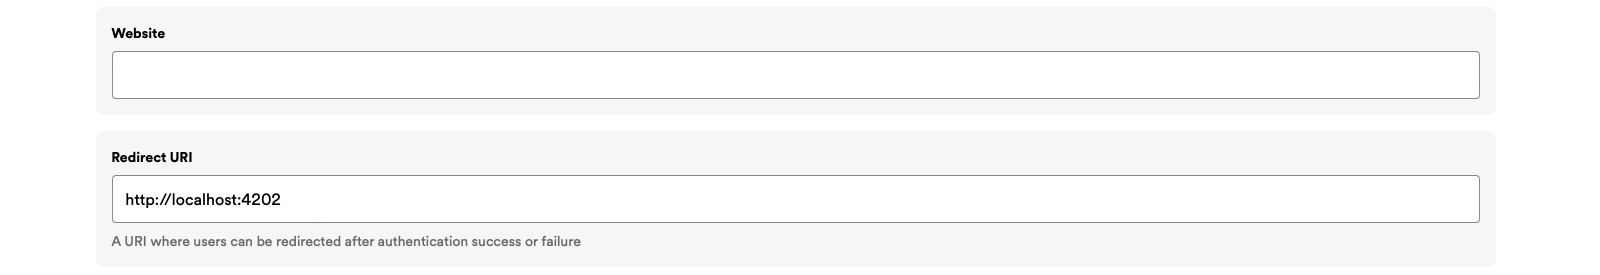 Website
Redirect URI
http://localhost:4202
A URI where users can be redirected after authentication success or failure